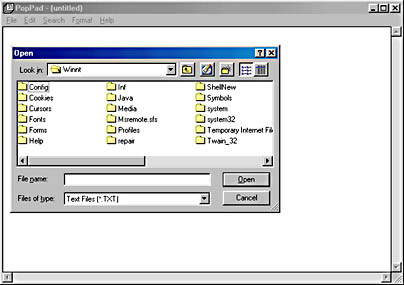 PopPad - (untitled)
File Edit Search Format Help
Open
Look in: Winnt
Config Inf ShellNew
Cookies Java Symbols
Cursors Media system
Fonts Msremote.sfs system32
Forms Profiles Temporary Internet Fil
Help repair Twain_32
File name: Open
Files of type: Text Files (*.TXT) Cancel